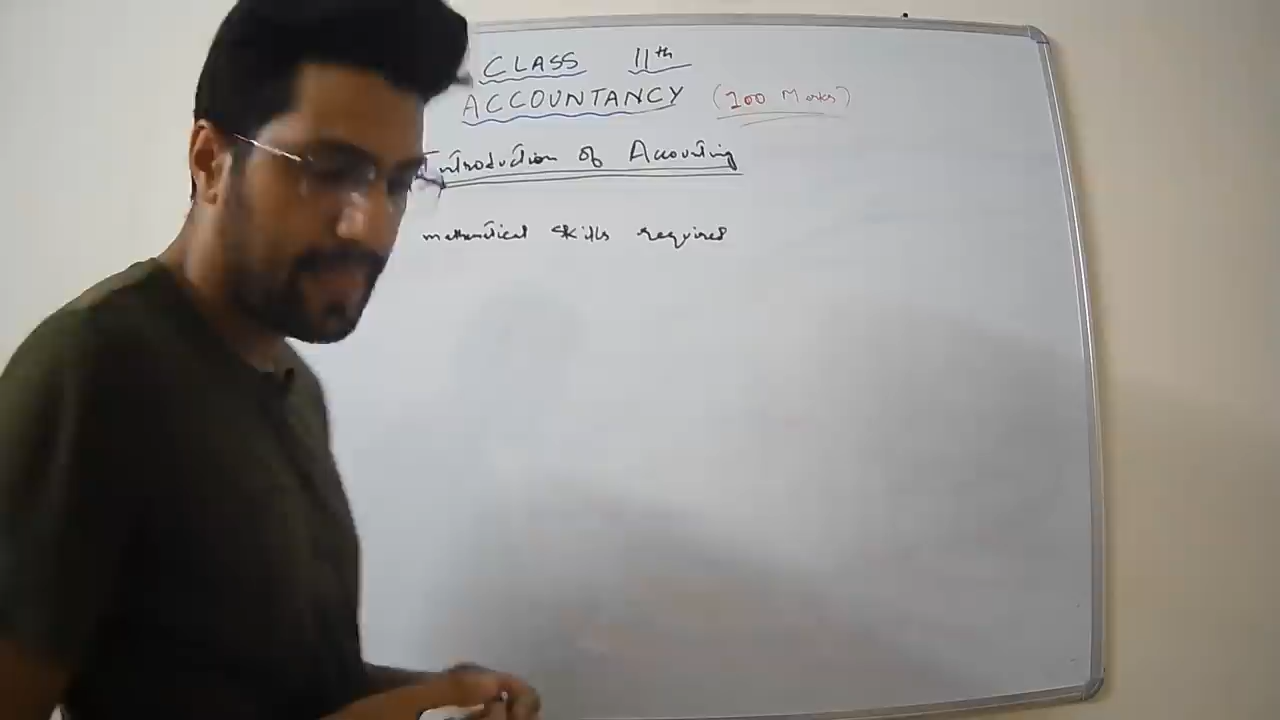 CLASS 11th
ACCOUNTANCY (100 Marks)
Introduction of Accounting
mathematical skills required